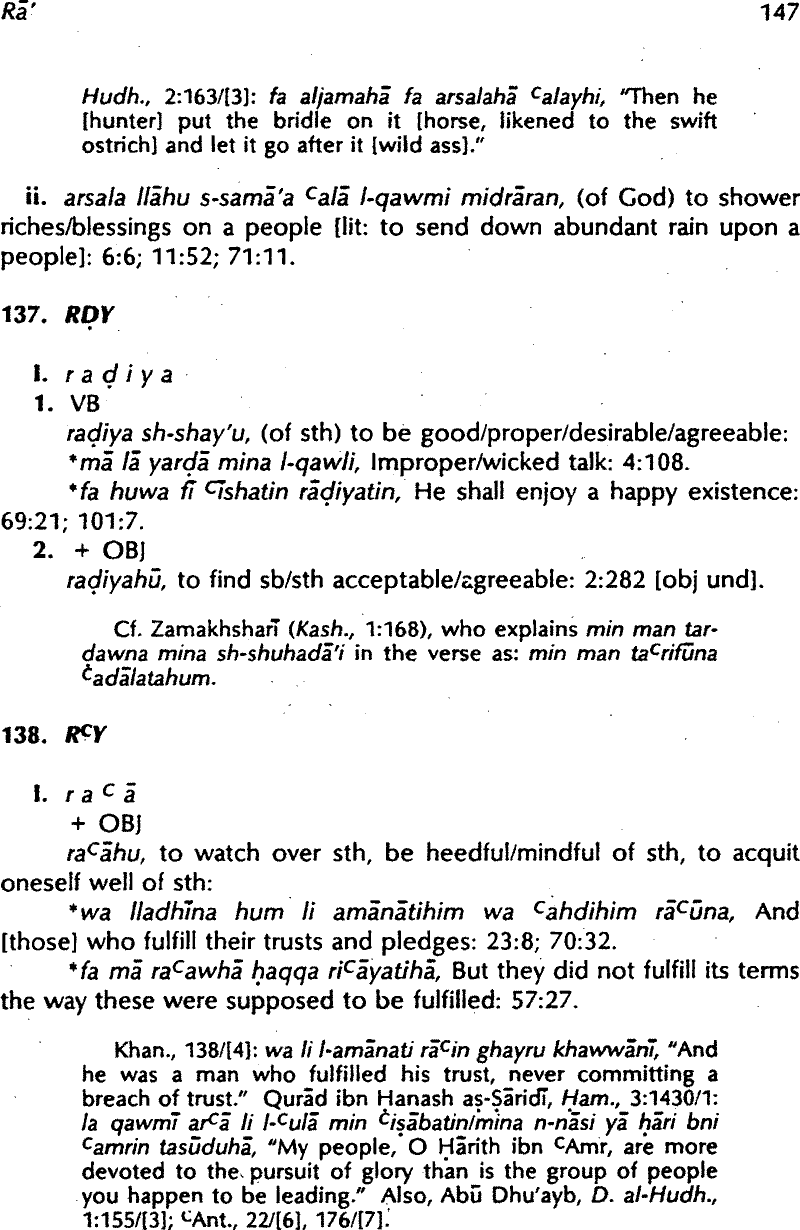 Rā' 147
Hudh., 2:163/[3]: fa aljamahā fa arsalahā ᶜalayhi, "Then he
[hunter] put the bridle on it [horse, likened to the swift
ostrich] and let it go after it [wild ass]."
ii. arsala llāhu s-samā'a ᶜalā l-qawmi midrāran, (of God) to shower
riches/blessings on a people [lit: to send down abundant rain upon a
people]: 6:6; 11:52; 71:11.
137. RḌY
I. r a ḍ i y a
1. VB
raḍiya sh-shay'u, (of sth) to be good/proper/desirable/agreeable:
*mā lā yarḍā mina l-qawli, Improper/wicked talk: 4:108.
*fa huwa fī ᶜīshatin rāḍiyatin, He shall enjoy a happy existence:
69:21; 101:7.
2. + OBJ
raḍiyahū, to find sb/sth acceptable/agreeable: 2:282 [obj und].
Cf. Zamakhsharī (Kash., 1:168), who explains min man tar-
ḍawna mina sh-shuhadā'i in the verse as: min man taᶜrifūna
ᶜadālatahum.
138. RᶜY
I. r a ᶜ ā
+ OBJ
raᶜāhu, to watch over sth, be heedful/mindful of sth, to acquit
oneself well of sth:
*wa lladhīna hum li amānātihim wa ᶜahdihim rāᶜūna, And
[those] who fulfill their trusts and pledges: 23:8; 70:32.
*fa mā raᶜawhā ḥaqqa riᶜāyatihā, But they did not fulfill its terms
the way these were supposed to be fulfilled: 57:27.
Khan., 138/[4]: wa li l-amānati rāᶜin ghayru khawwānī, "And
he was a man who fulfilled his trust, never committing a
breach of trust." Qurād ibn Ḥanash aṣ-Ṣāridī, Ḥam., 3:1430/1:
la qawmī arᶜā li l-ᶜulā min ᶜiṣābatin/mina n-nāsi yā ḥāri bni
ᶜamrin tasūduhā, "My people, O Ḥārith ibn ᶜAmr, are more
devoted to the pursuit of glory than is the group of people
you happen to be leading." Also, Abū Dhu'ayb, D. al-Hudh.,
1:155/[3]; ᶜAnt., 22/[6], 176/[7].